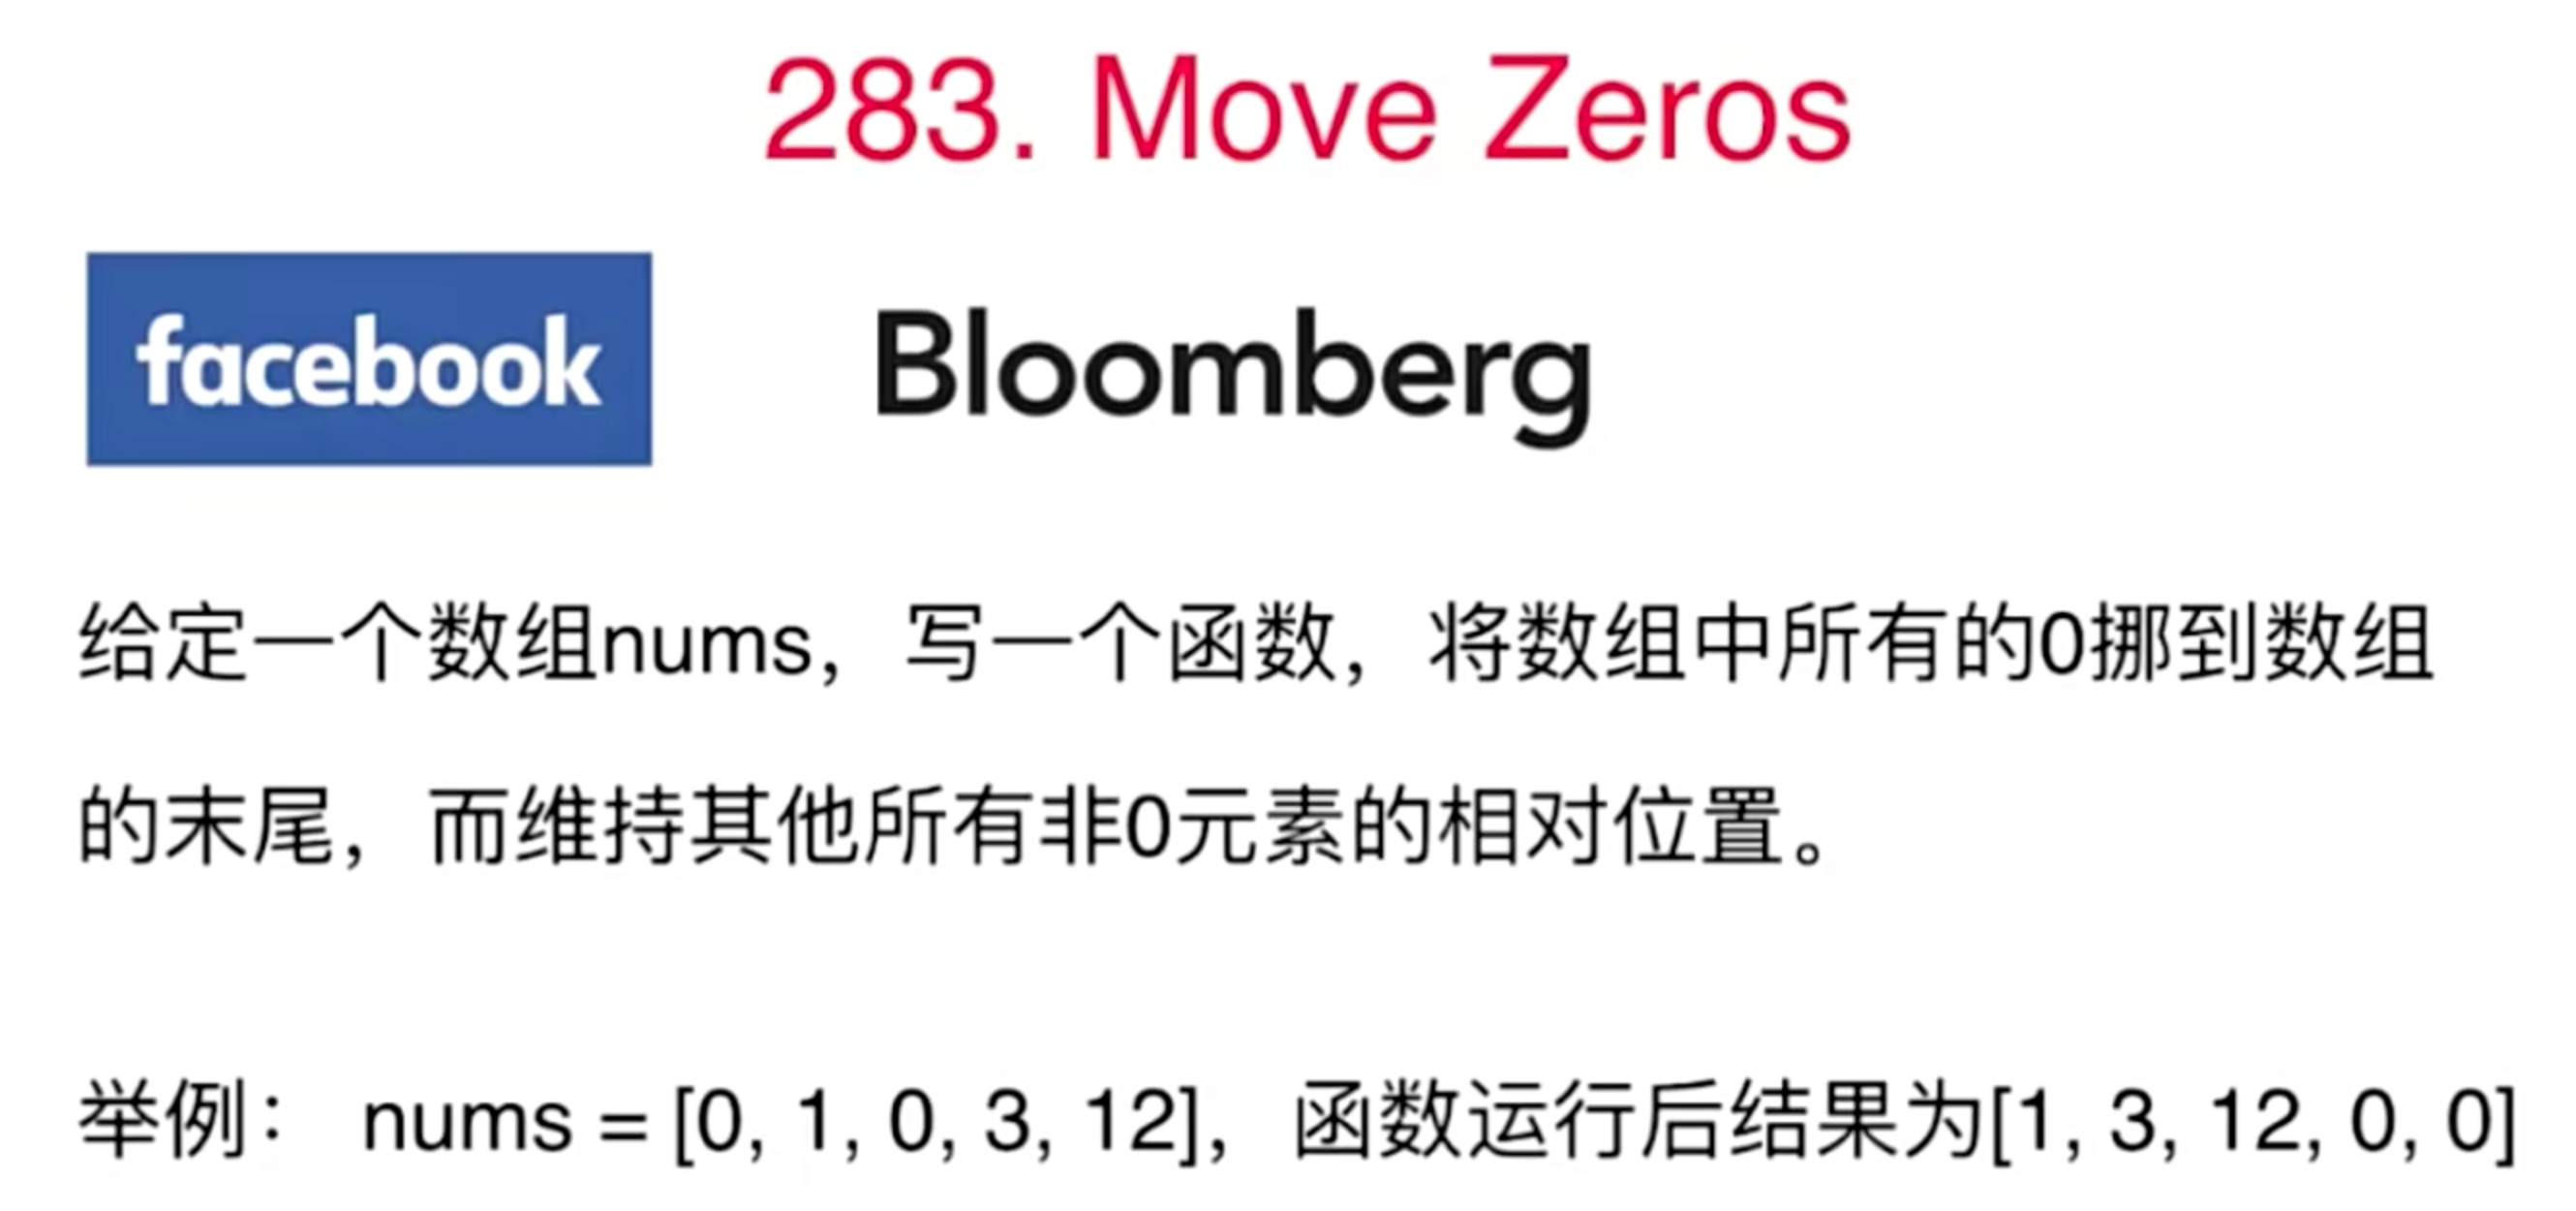 283. Move Zeros
facebook
Bloomberg
给定一个数组nums，写一个函数，将数组中所有的0挪到数组
的末尾，而维持其他所有非0元素的相对位置。
举例： nums = [0, 1, 0, 3, 12]，函数运行后结果为[1, 3, 12, 0, 0]